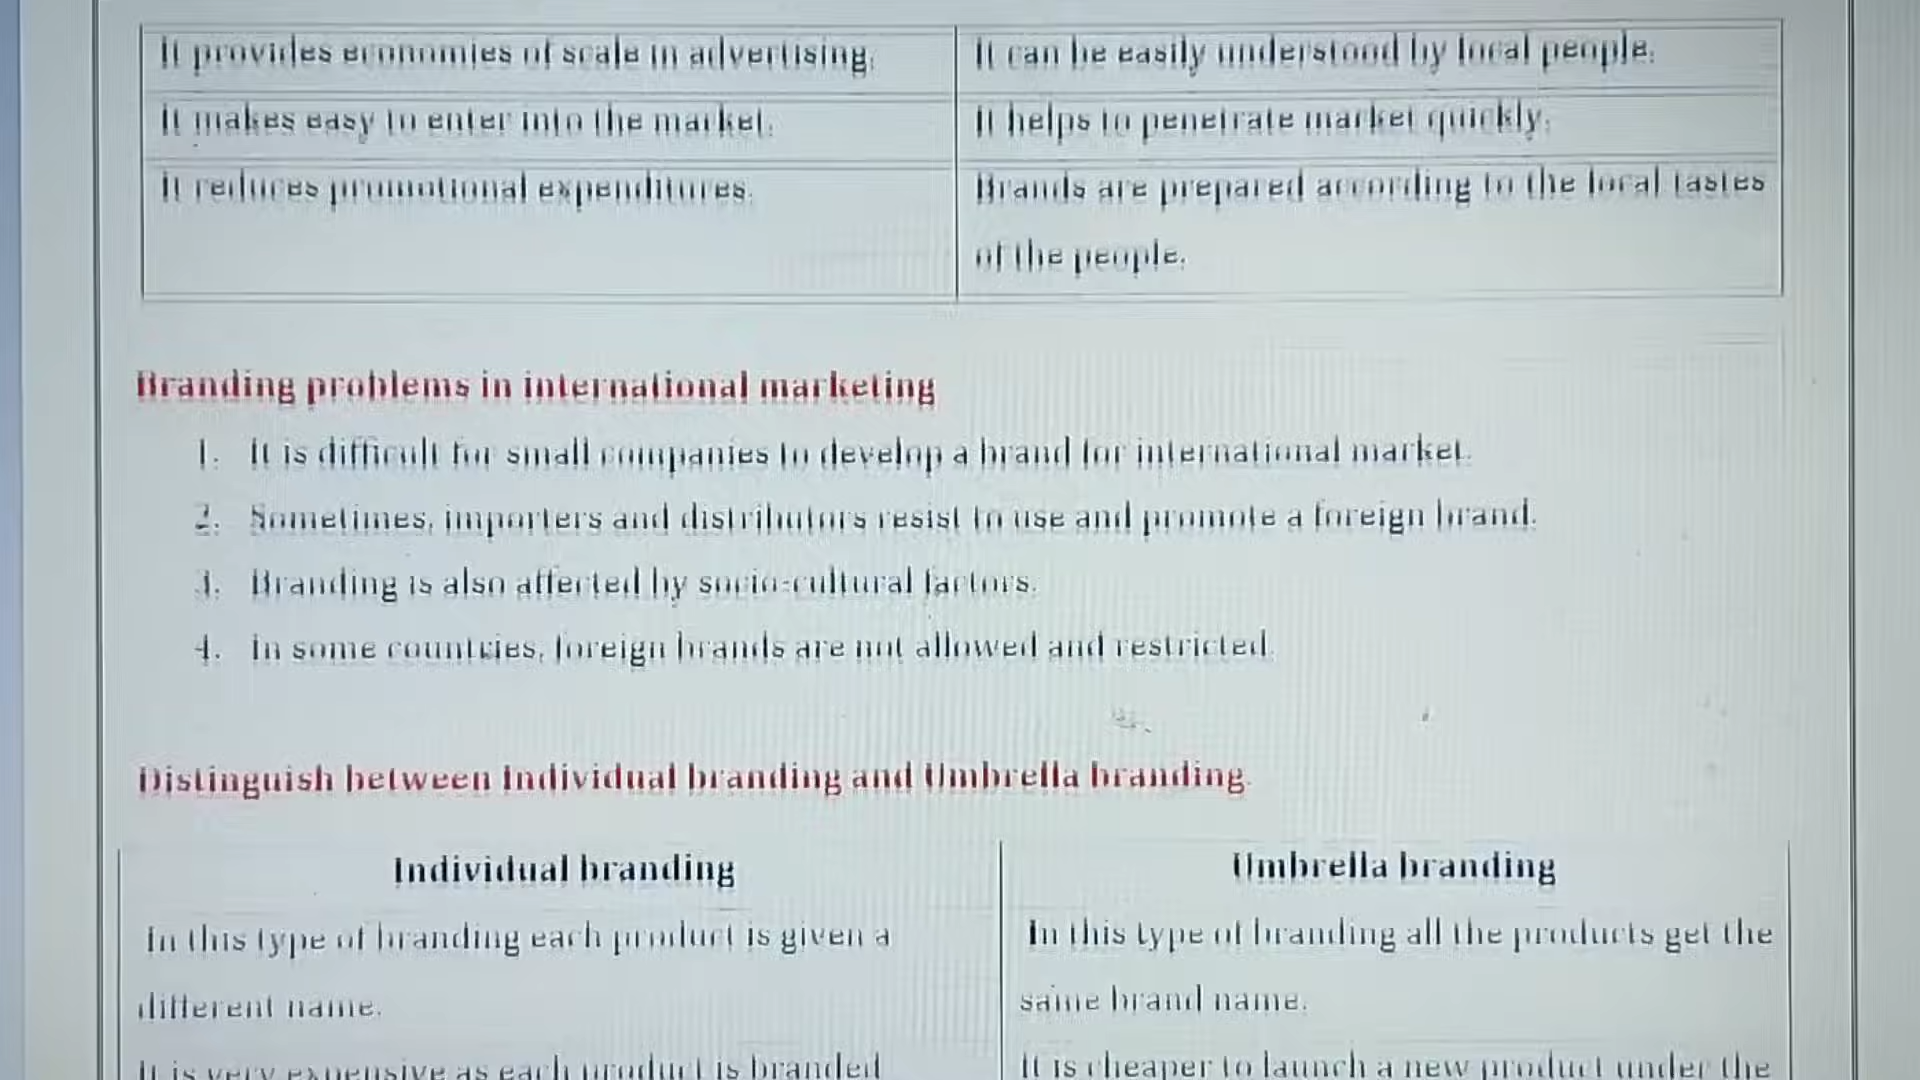 It provides economies of scale in advertising.
It can be easily understood by local people.
It makes easy to enter into the market.
It helps to penetrate market quickly.
It reduces promotional expenditures.
Brands are prepared according to the local tastes
of the people.
Branding problems in international marketing
1. It is difficult for small companies to develop a brand for international market.
2. Sometimes, importers and distributors resist to use and promote a foreign brand.
3. Branding is also affected by socio-cultural factors.
4. In some countries, foreign brands are not allowed and restricted.
Distinguish between Individual branding and Umbrella branding.
Individual branding
Umbrella branding
In this type of branding each product is given a
different name.
In this type of branding all the products get the
same brand name.
It is very expensive as each product is branded
It is cheaper to launch a new product under the